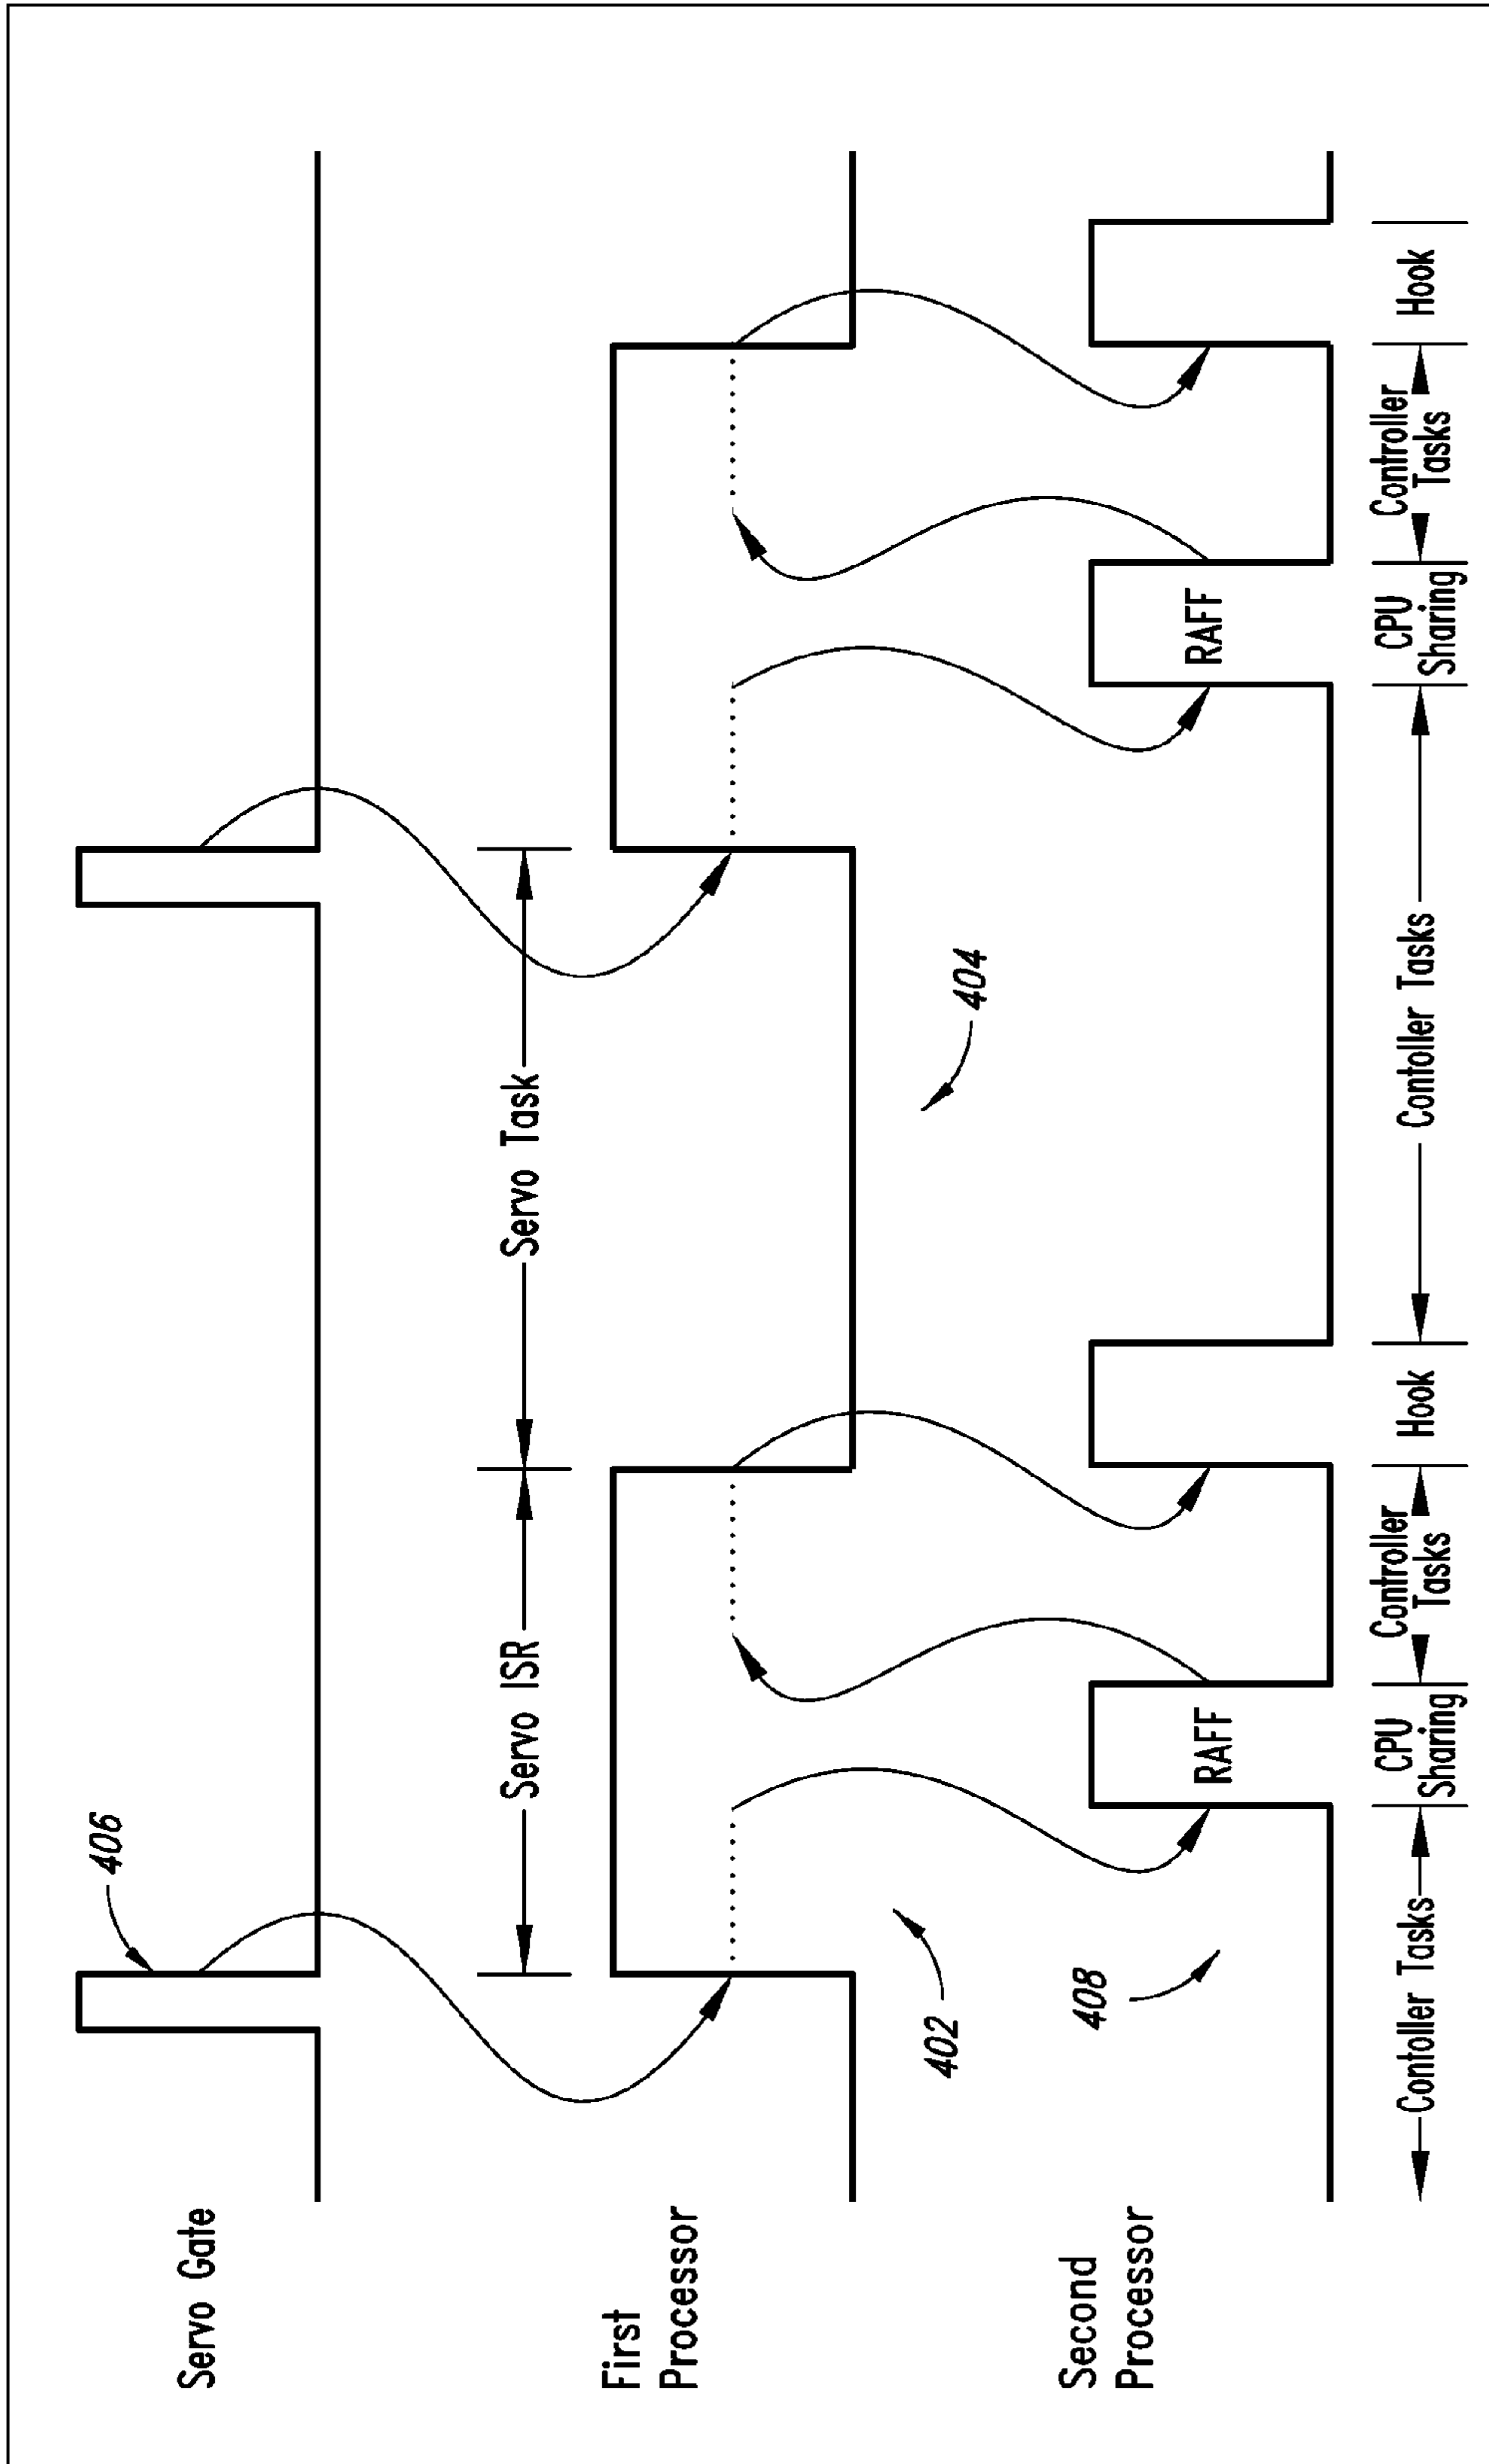 Servo Gate
406
First
Processor
Servo ISR
Servo Task
402
404
Second
Processor
408
RAFF
RAFF
Contoller Tasks
CPU
Sharing
Controller
Tasks
Hook
Contoller Tasks
CPU
Sharing
Controller
Tasks
Hook